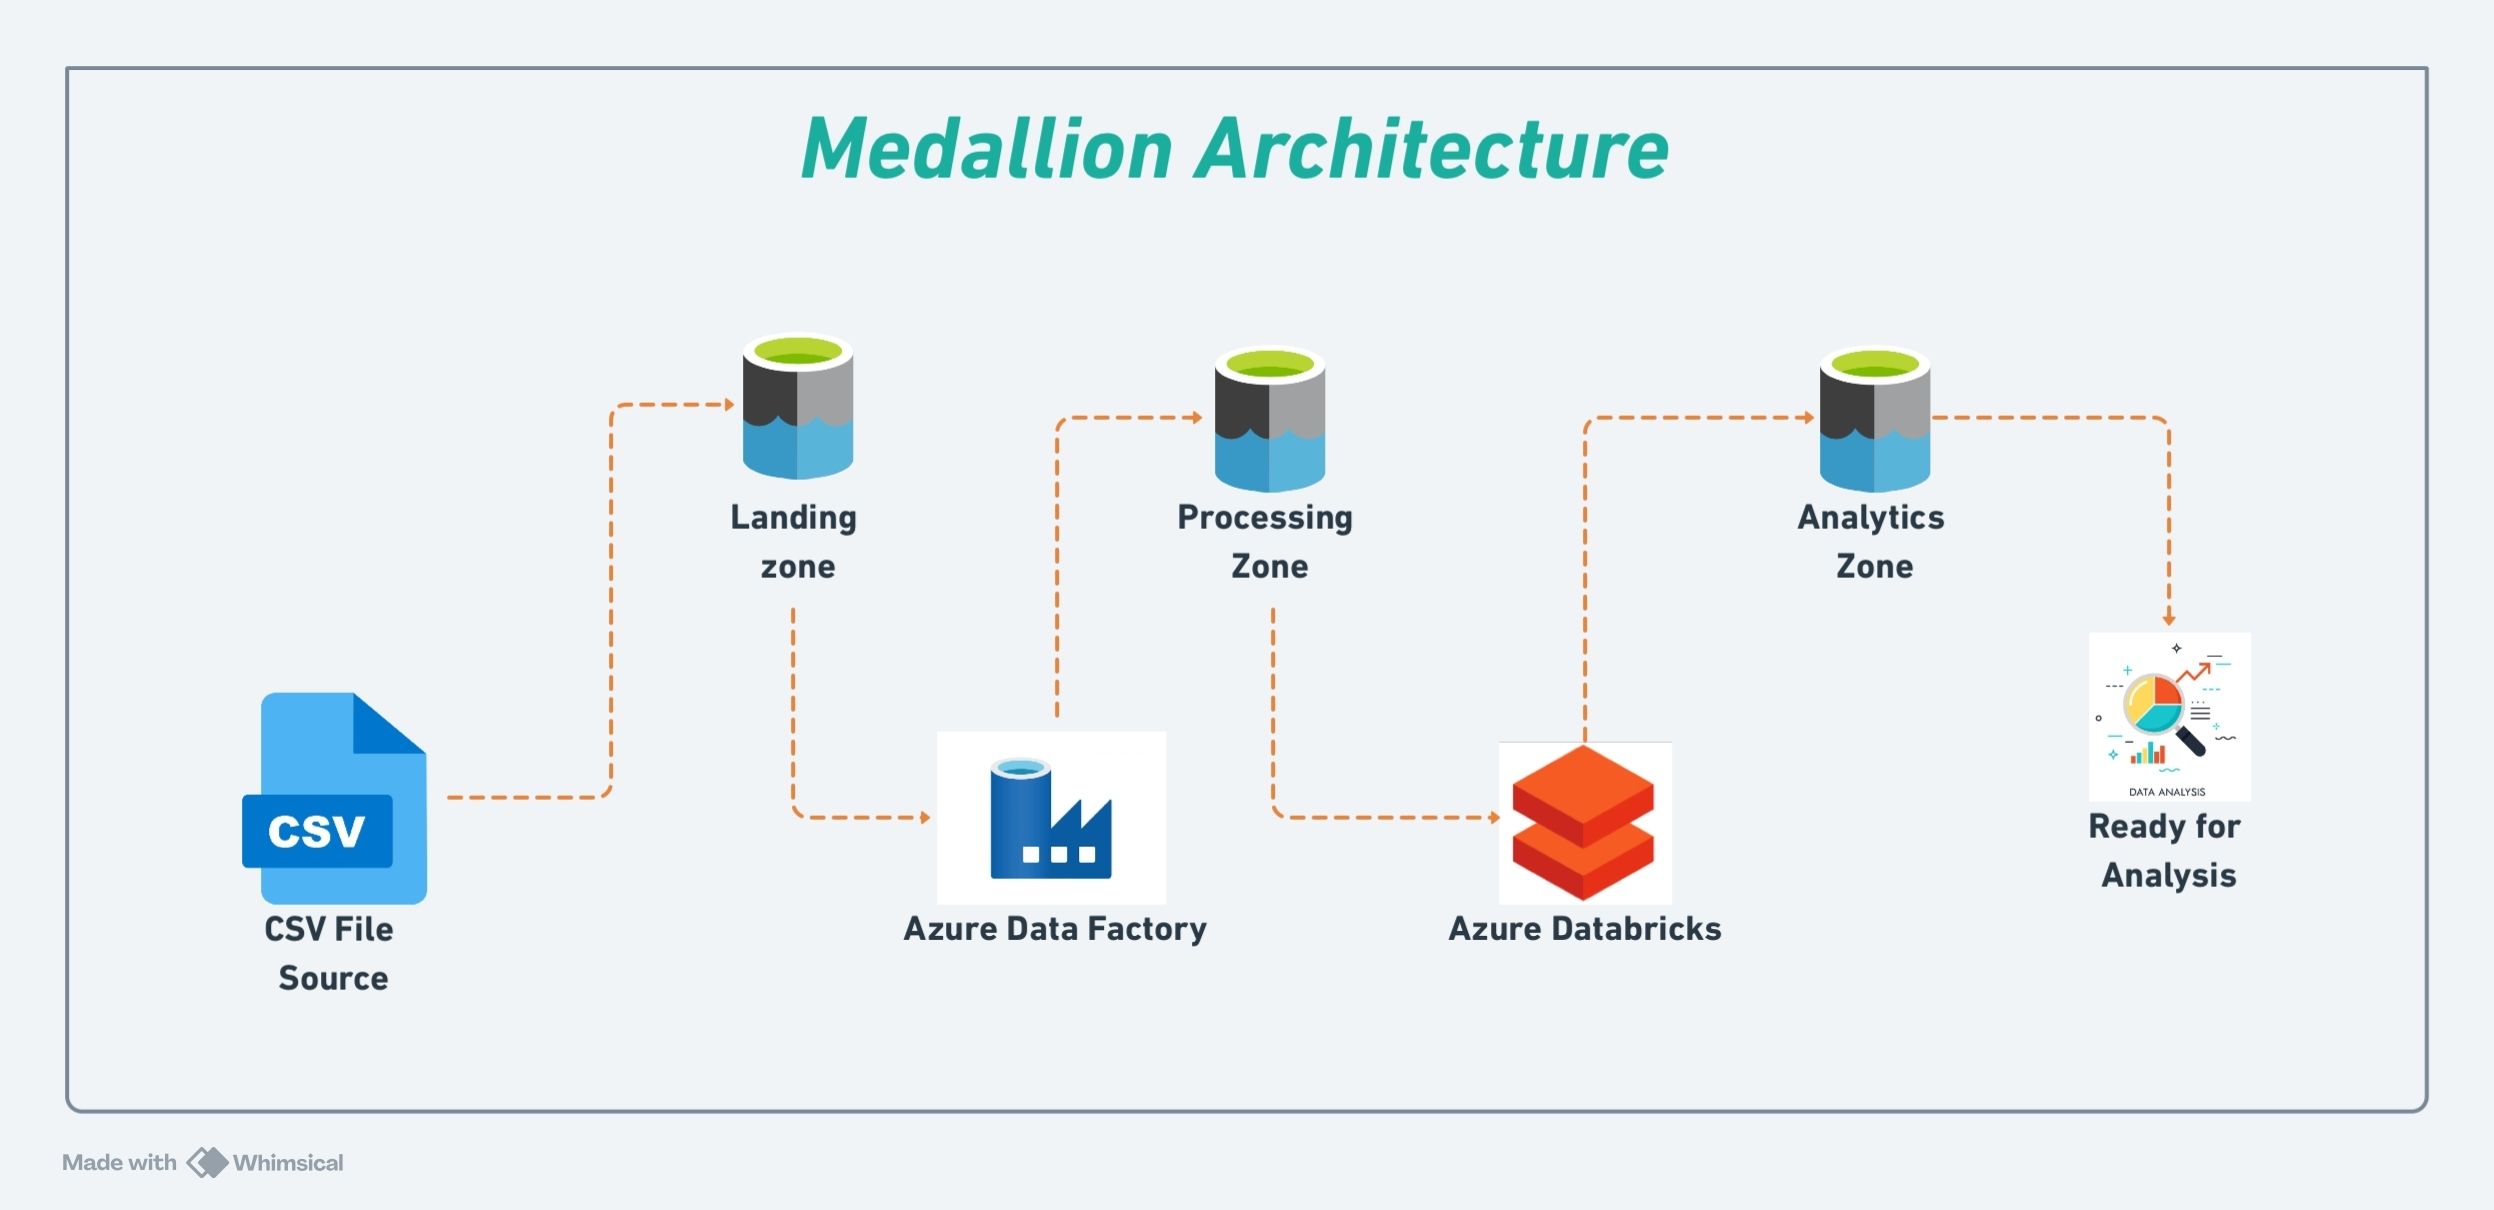 Medallion Architecture
Landing
zone
Processing
Zone
Analytics
Zone
CSV
CSV File
Source
Azure Data Factory
Azure Databricks
DATA ANALYSIS
Ready for
Analysis
Made with Whimsical